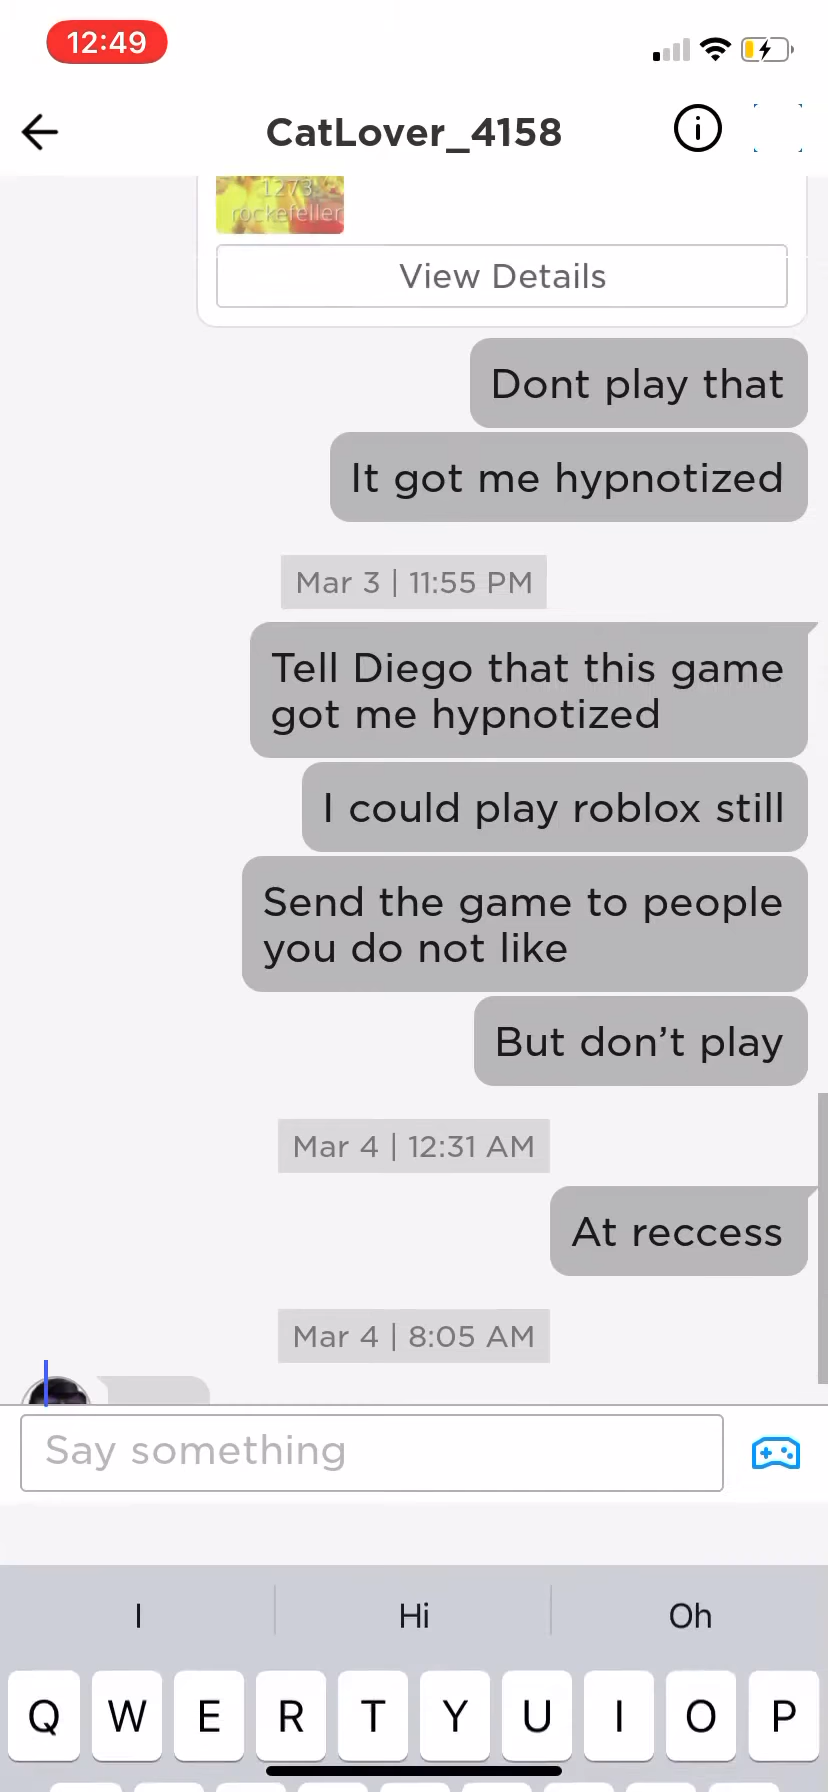 12:49
CatLover_4158
1273
rockefeller
View Details
Dont play that
It got me hypnotized
Mar 3 | 11:55 PM
Tell Diego that this game
got me hypnotized
I could play roblox still
Send the game to people
you do not like
But don’t play
Mar 4 | 12:31 AM
At reccess
Mar 4 | 8:05 AM
Say something
I Hi Oh
Q W E R T Y U I O P